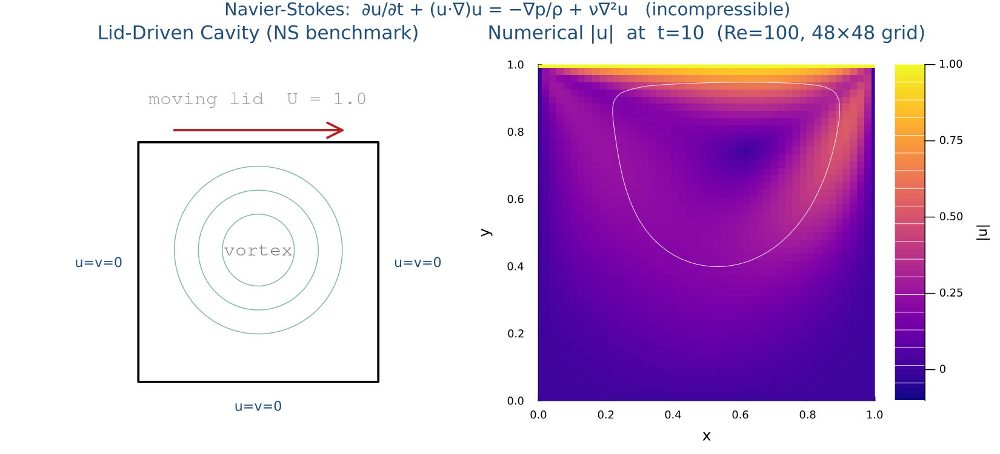 Navier-Stokes:  ∂u/∂t + (u·∇)u = −∇p/ρ + ν∇²u   (incompressible)
Lid-Driven Cavity (NS benchmark)
moving lid  U = 1.0
vortex
u=v=0
u=v=0
u=v=0
Numerical |u|  at  t=10  (Re=100, 48×48 grid)
1.0
0.8
0.6
0.4
0.2
0.0
y
0.0
0.2
0.4
0.6
0.8
1.0
x
1.00
0.75
0.50
0.25
0
|u|